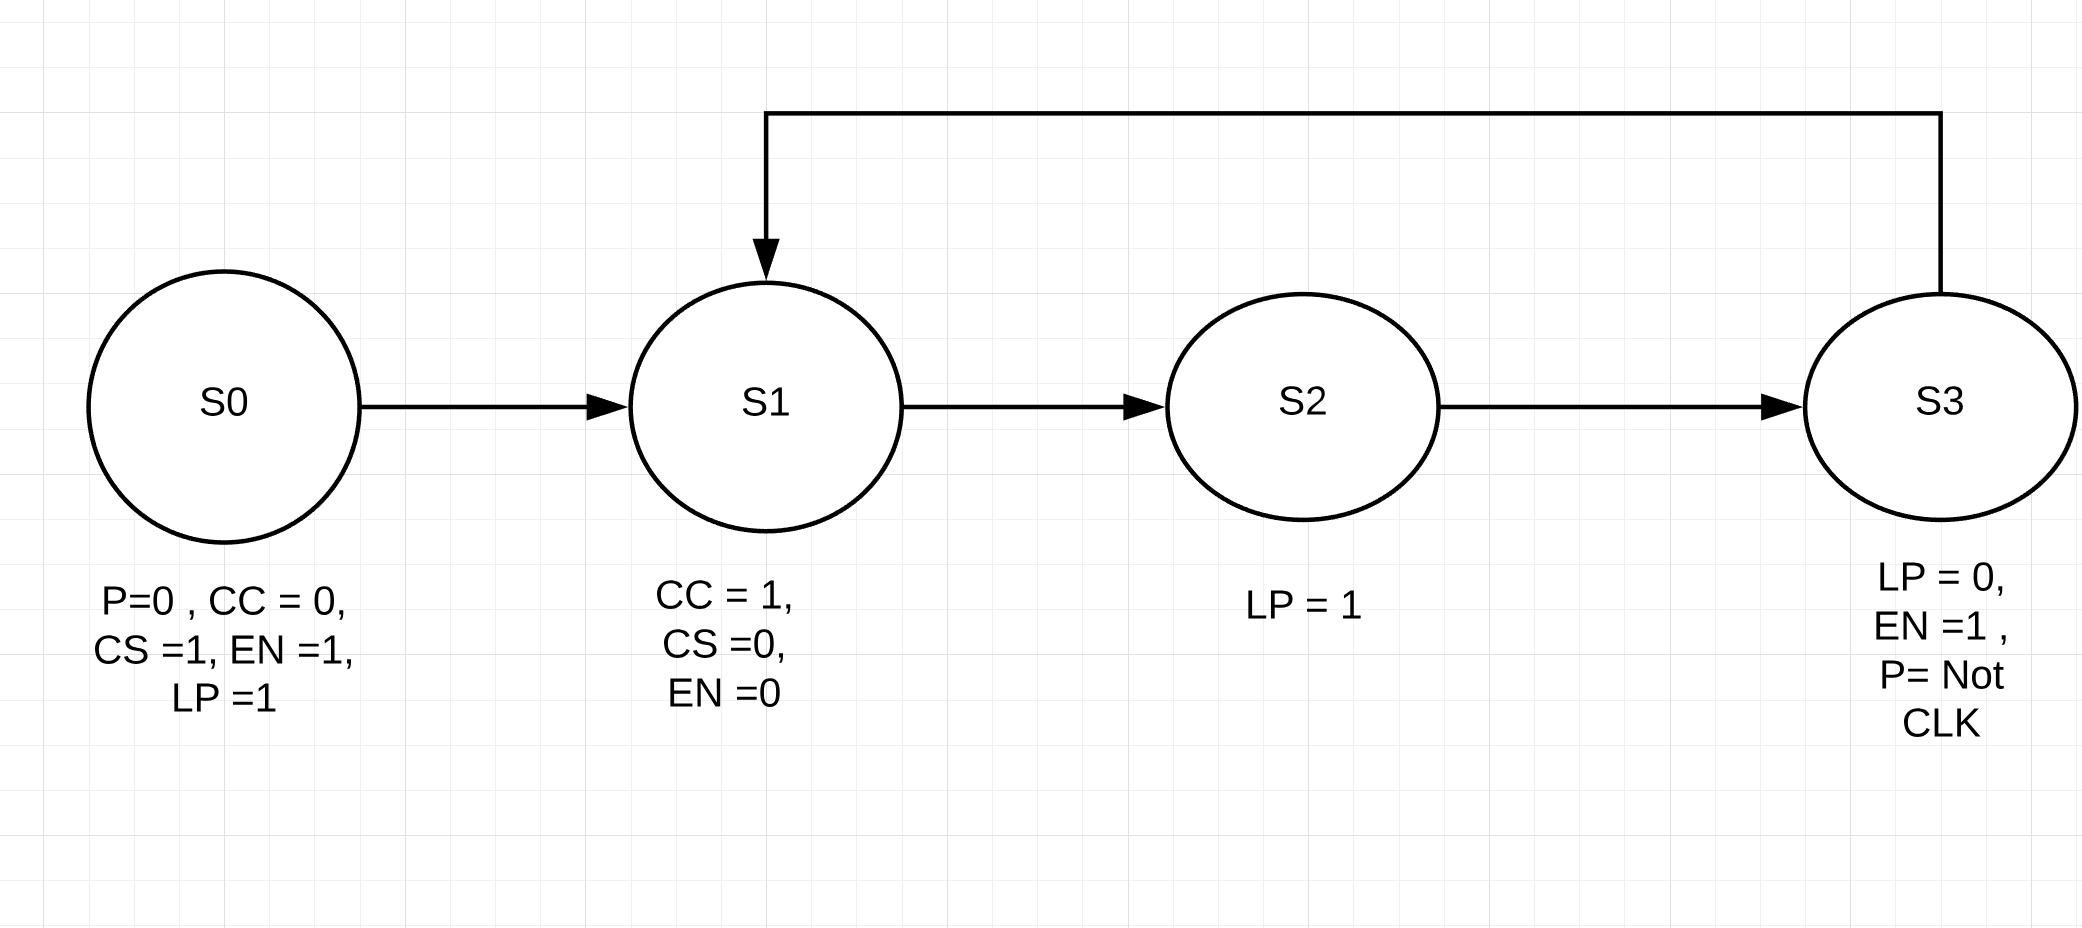 S0
S1
S2
S3
P=0 , CC = 0,
CS =1, EN =1,
LP =1
CC = 1,
CS =0,
EN =0
LP = 1
LP = 0,
EN =1 ,
P= Not
CLK